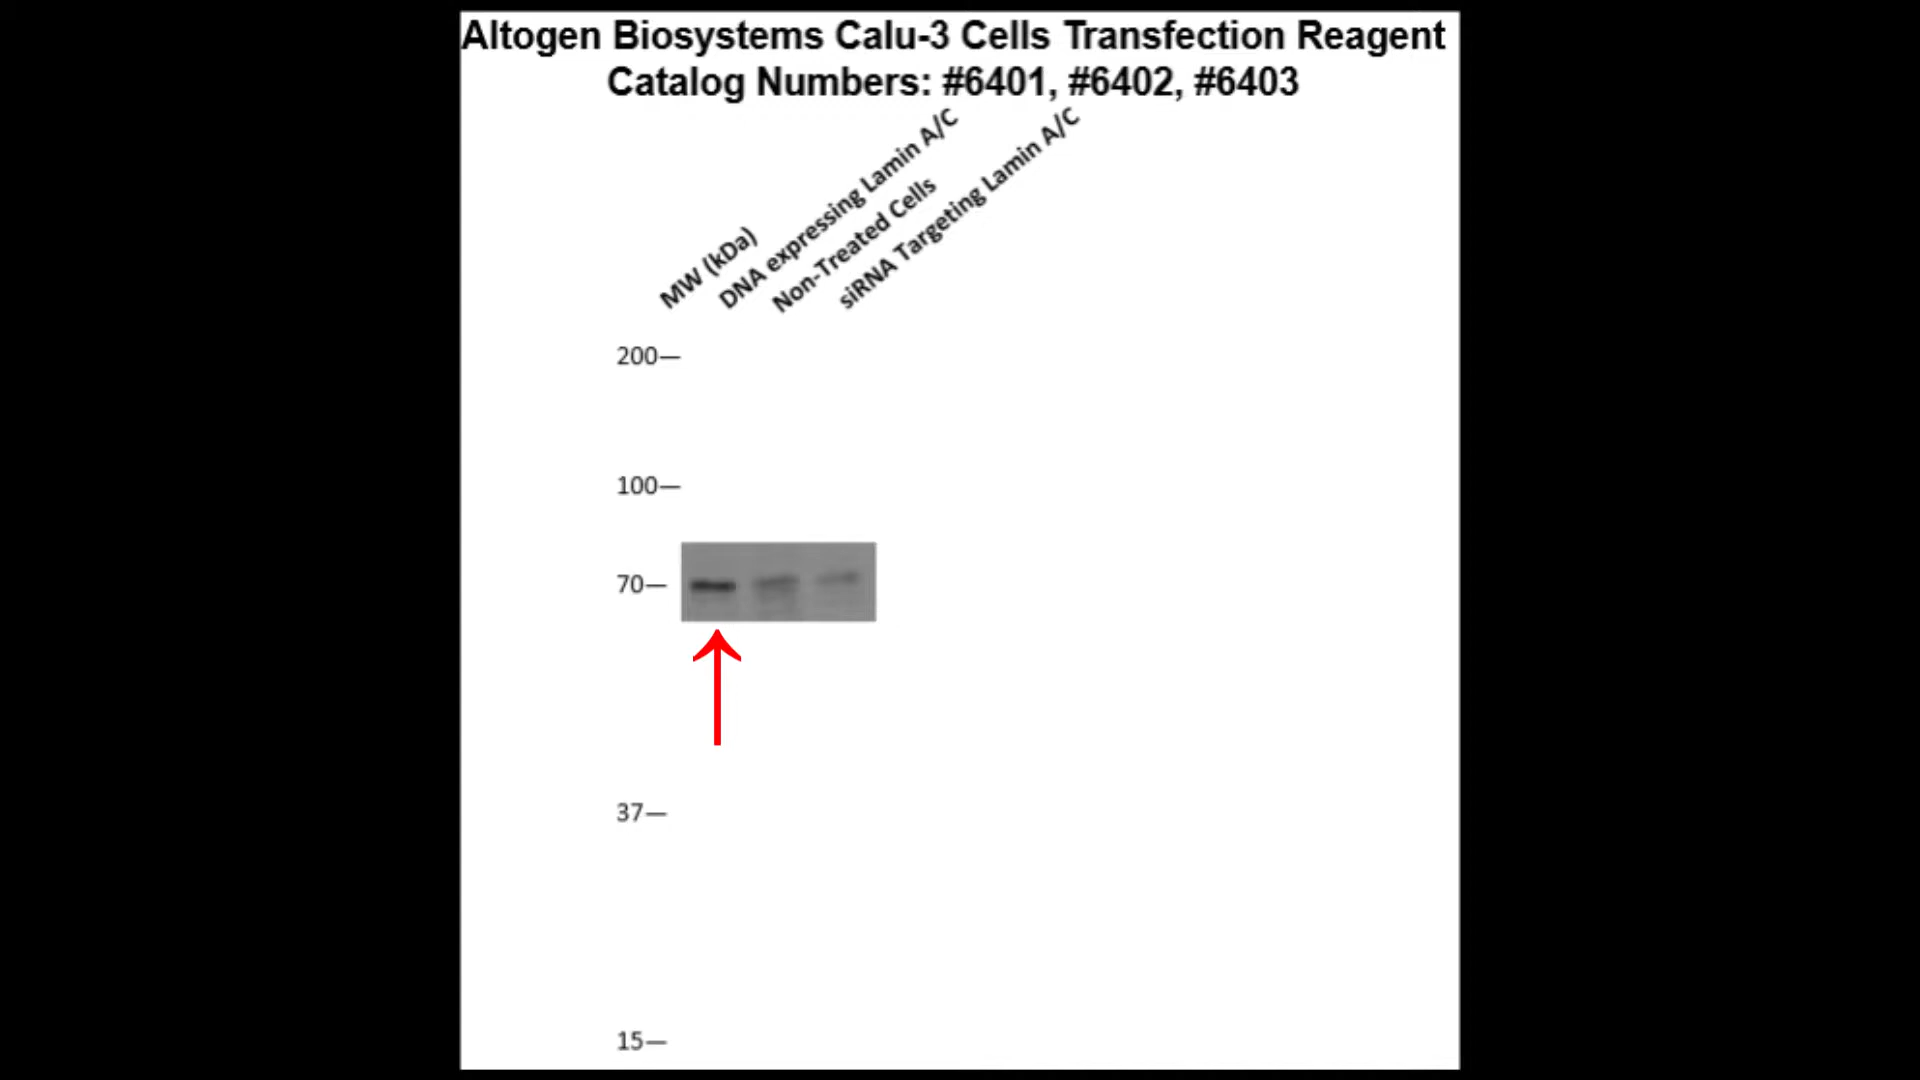 Altogen Biosystems Calu-3 Cells Transfection Reagent
Catalog Numbers: #6401, #6402, #6403
MW (kDa)
DNA expressing Lamin A/C
Non-Treated Cells
siRNA Targeting Lamin A/C
200—
100—
70—
37—
15—